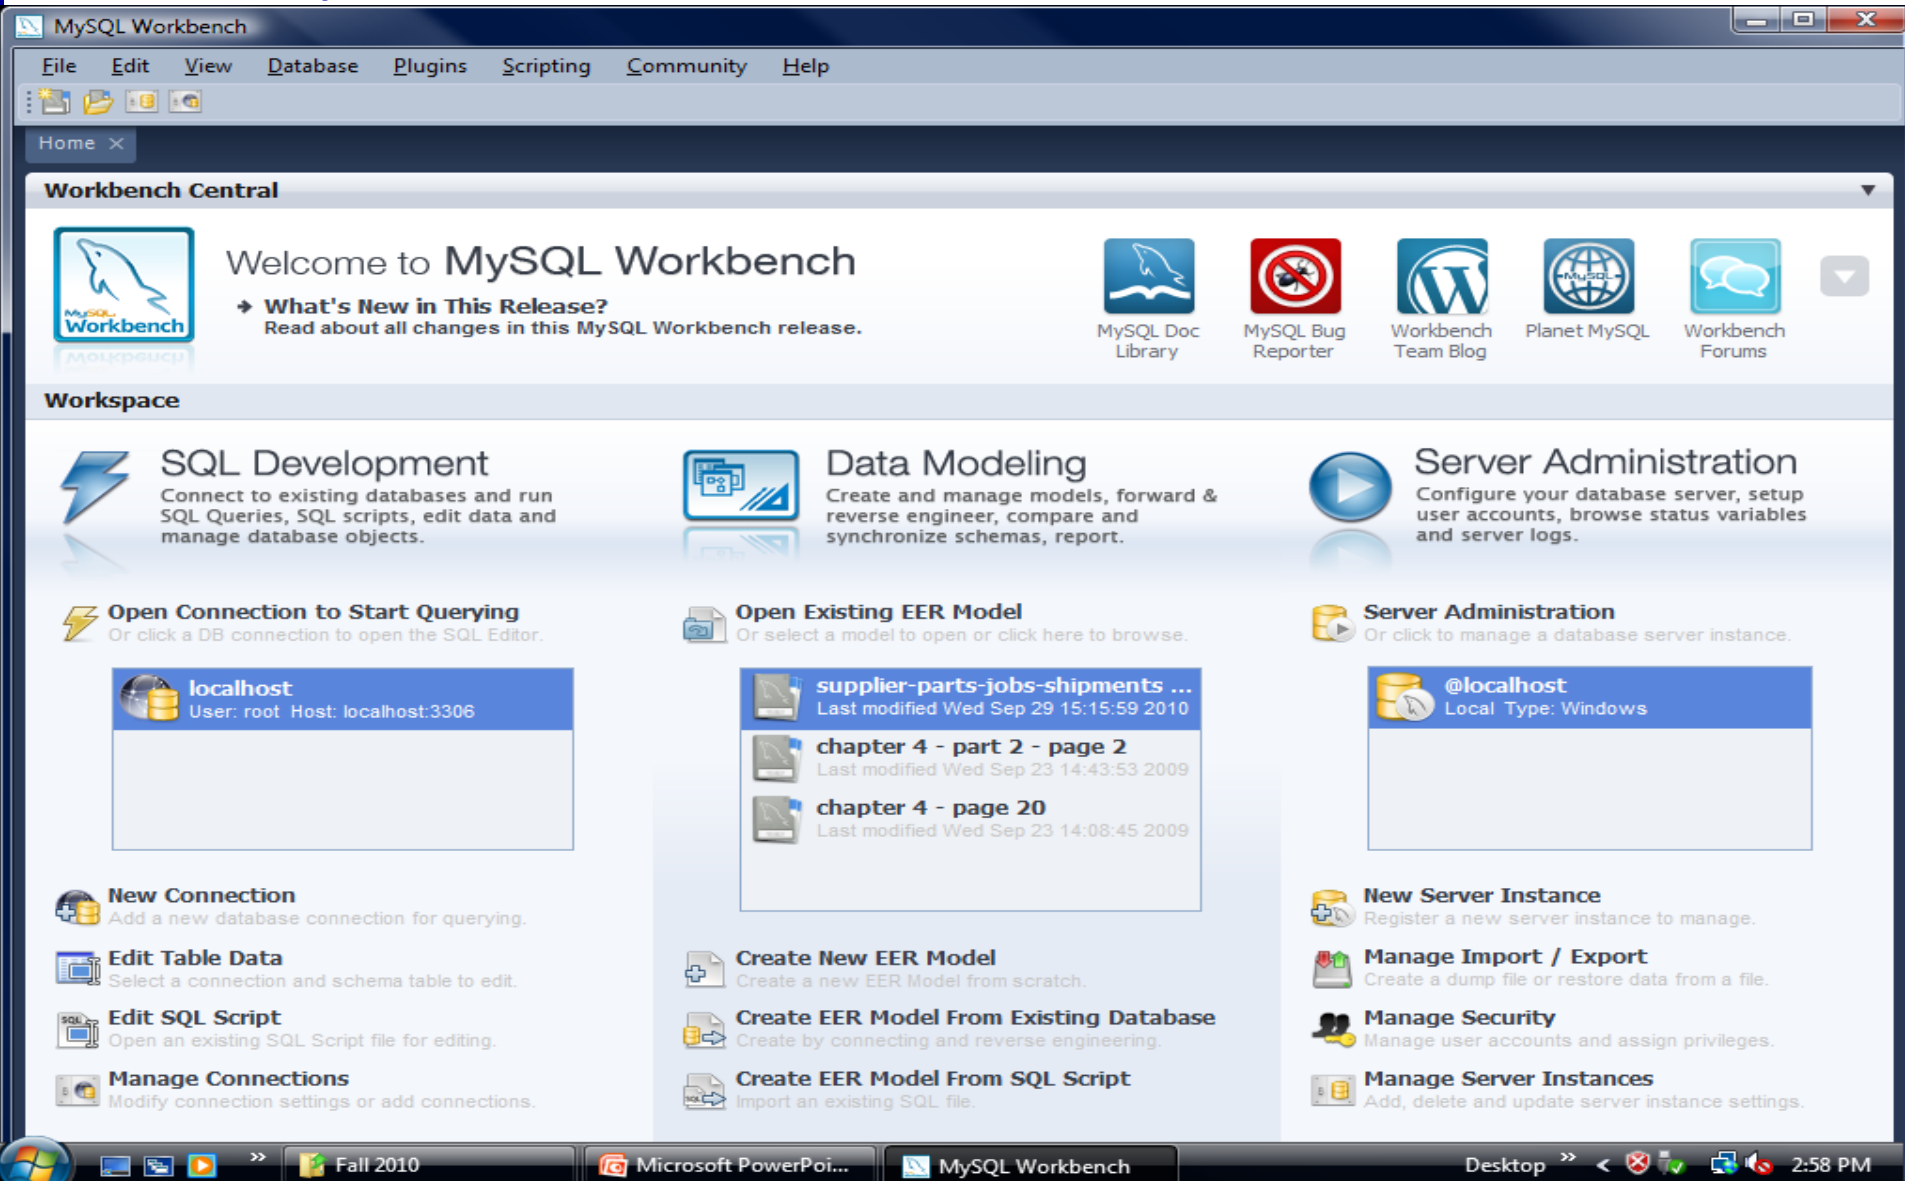 MySQL Workbench
File Edit View Database Plugins Scripting Community Help
Home
Workbench Central
MySQL
Workbench
Welcome to MySQL Workbench
What's New in This Release?
Read about all changes in this MySQL Workbench release.
MySQL Doc
Library
MySQL Bug
Reporter
Workbench
Team Blog
MySQL
Planet MySQL
Workbench
Forums
Workspace
SQL Development
Connect to existing databases and run
SQL Queries, SQL scripts, edit data and
manage database objects.
Open Connection to Start Querying
Or click a DB connection to open the SQL Editor.
localhost
User: root Host: localhost:3306
New Connection
Add a new database connection for querying.
Edit Table Data
Select a connection and schema table to edit.
SQL
Edit SQL Script
Open an existing SQL Script file for editing.
Manage Connections
Modify connection settings or add connections.
Data Modeling
Create and manage models, forward &
reverse engineer, compare and
synchronize schemas, report.
Open Existing EER Model
Or select a model to open or click here to browse.
supplier-parts-jobs-shipments ...
Last modified Wed Sep 29 15:15:59 2010
chapter 4 - part 2 - page 2
Last modified Wed Sep 23 14:43:53 2009
chapter 4 - page 20
Last modified Wed Sep 23 14:08:45 2009
Create New EER Model
Create a new EER Model from scratch.
Create EER Model From Existing Database
Create by connecting and reverse engineering.
Create EER Model From SQL Script
Import an existing SQL file.
Server Administration
Configure your database server, setup
user accounts, browse status variables
and server logs.
Server Administration
Or click to manage a database server instance.
@localhost
Local Type: Windows
New Server Instance
Register a new server instance to manage.
Manage Import / Export
Create a dump file or restore data from a file.
Manage Security
Manage user accounts and assign privileges.
Manage Server Instances
Add, delete and update server instance settings.
Fall 2010
Microsoft PowerPoi...
MySQL Workbench
Desktop
2:58 PM